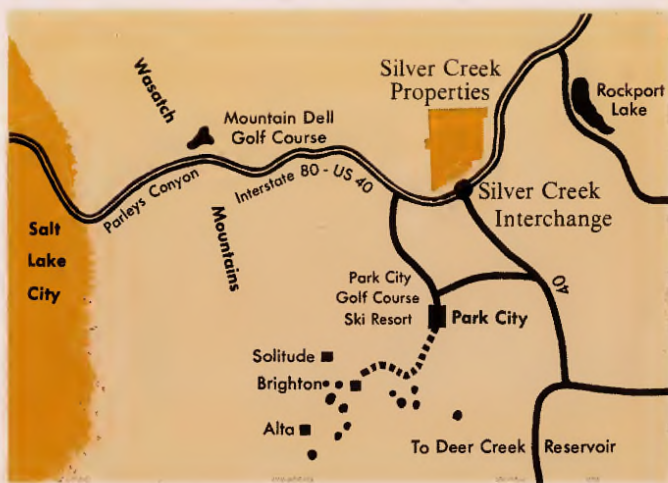 Wasatch
Silver Creek
Properties
Rockport
Lake
Mountain Dell
Golf Course
Parleys Canyon
Interstate 80 - US 40
Silver Creek
Interchange
Salt
Lake
City
Mountains
40
Park City
Golf Course
Ski Resort
Park City
Solitude
Brighton
Alta
To Deer Creek Reservoir